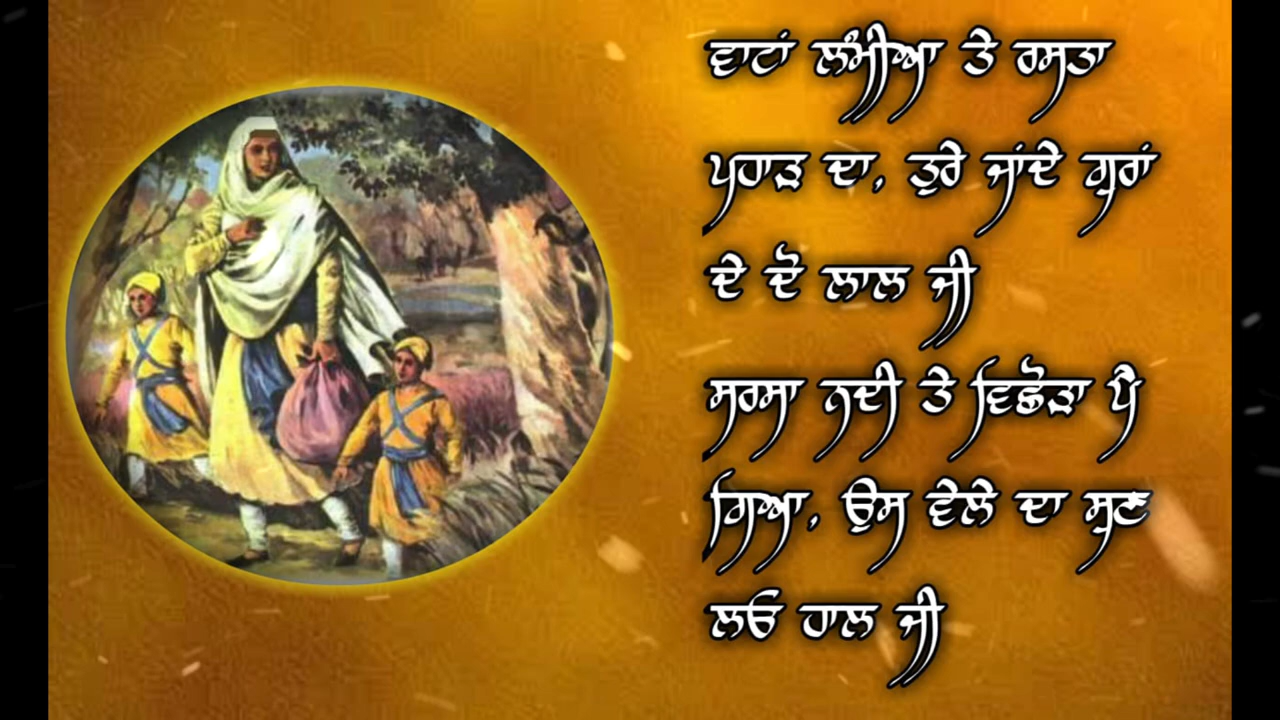 ਵਾਟਾਂ ਲੰਮੀਆ ਤੇ ਰਸਤਾ
ਪਹਾੜ ਦਾ, ਤੁਰੇ ਜਾਂਦੇ ਗੁਰਾਂ
ਦੇ ਦੋ ਲਾਲ ਜੀ
ਸਰਸਾ ਨਦੀ ਤੇ ਵਿਛੋੜਾ ਪੈ
ਗਿਆ, ਉਸ ਵੇਲੇ ਦਾ ਸੁਣ
ਲਓ ਹਾਲ ਜੀ